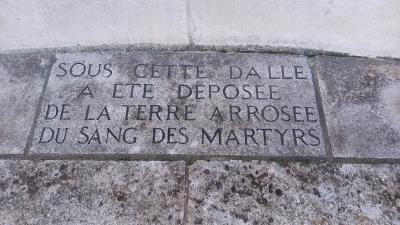 SOUS CETTE DALLE
A ETE DEPOSEE
DE LA TERRE ARROSEE
DU SANG DES MARTYRS